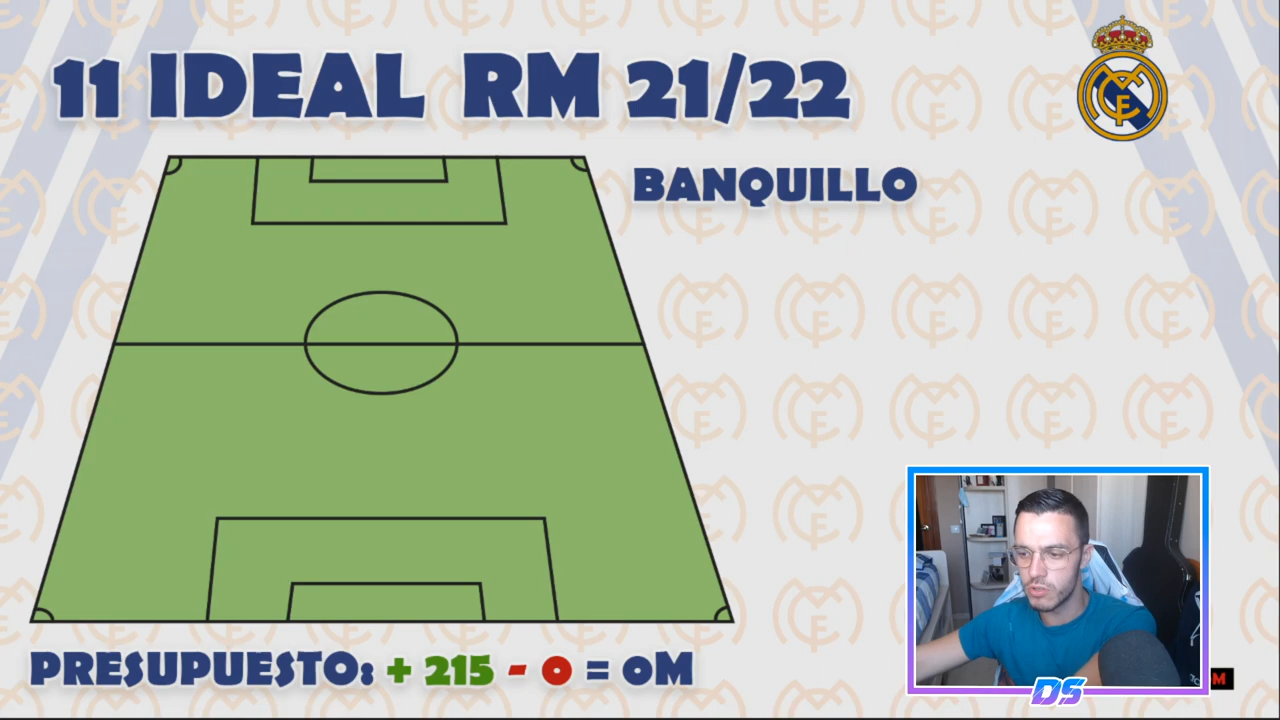 11 IDEAL RM 21/22
BANQUILLO
PRESUPUESTO: + 215 - 0 = 0M
DS